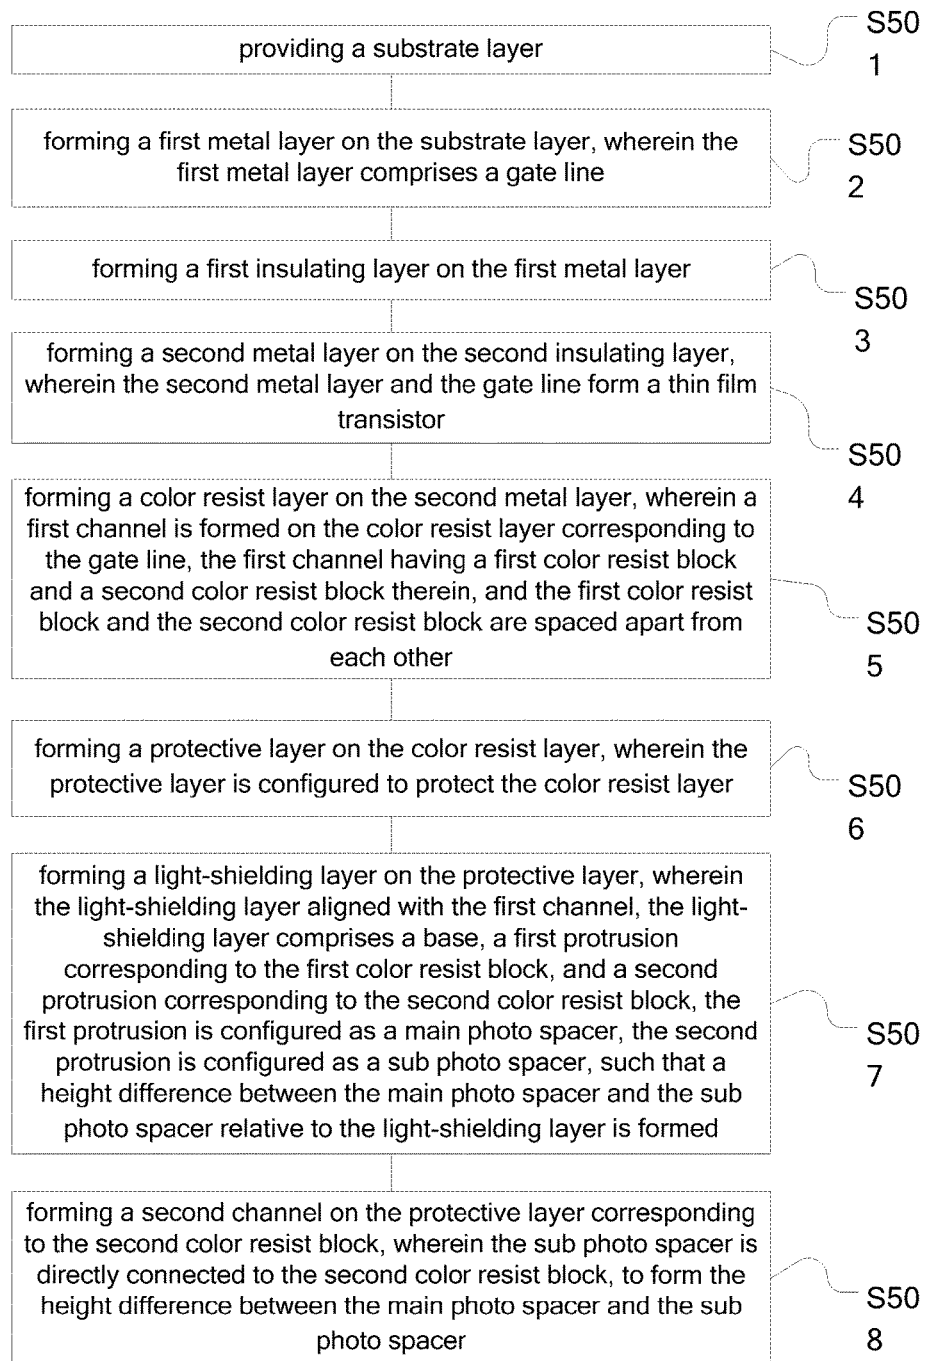 providing a substrate layer
S50
1
forming a first metal layer on the substrate layer, wherein the
first metal layer comprises a gate line
S50
2
forming a first insulating layer on the first metal layer
S50
3
forming a second metal layer on the second insulating layer,
wherein the second metal layer and the gate line form a thin film
transistor
S50
4
forming a color resist layer on the second metal layer, wherein a
first channel is formed on the color resist layer corresponding to
the gate line, the first channel having a first color resist block
and a second color resist block therein, and the first color resist
block and the second color resist block are spaced apart from
each other
S50
5
forming a protective layer on the color resist layer, wherein the
protective layer is configured to protect the color resist layer
S50
6
forming a light-shielding layer on the protective layer, wherein
the light-shielding layer aligned with the first channel, the light-
shielding layer comprises a base, a first protrusion
corresponding to the first color resist block, and a second
protrusion corresponding to the second color resist block, the
first protrusion is configured as a main photo spacer, the second
protrusion is configured as a sub photo spacer, such that a
height difference between the main photo spacer and the sub
photo spacer relative to the light-shielding layer is formed
S50
7
forming a second channel on the protective layer corresponding
to the second color resist block, wherein the sub photo spacer is
directly connected to the second color resist block, to form the
height difference between the main photo spacer and the sub
photo spacer
S50
8